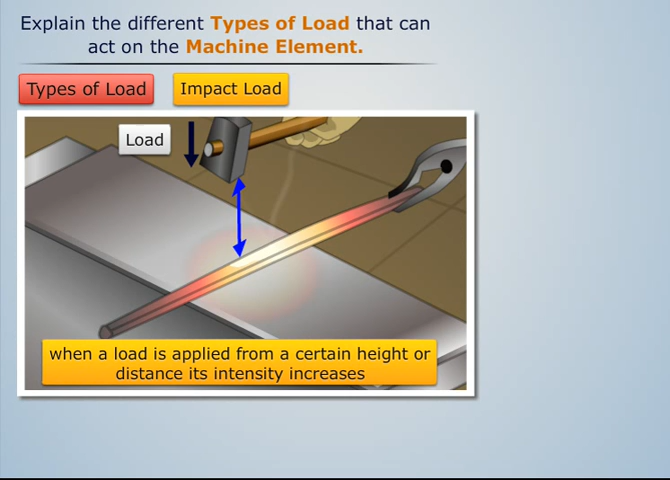 Explain the different Types of Load that can
act on the Machine Element.
Types of Load
Impact Load
Load
when a load is applied from a certain height or
distance its intensity increases